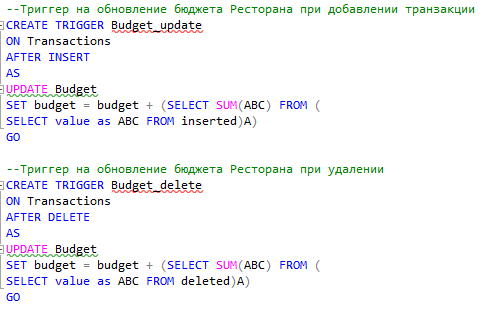 --Триггер на обновление бюджета Ресторана при добавлении транзакции
CREATE TRIGGER Budget_update
ON Transactions
AFTER INSERT
AS
UPDATE Budget
SET budget = budget + (SELECT SUM(ABC) FROM (
SELECT value as ABC FROM inserted)A)
GO
--Триггер на обновление бюджета Ресторана при удалении
CREATE TRIGGER Budget_delete
ON Transactions
AFTER DELETE
AS
UPDATE Budget
SET budget = budget + (SELECT SUM(ABC) FROM (
SELECT value as ABC FROM deleted)A)
GO